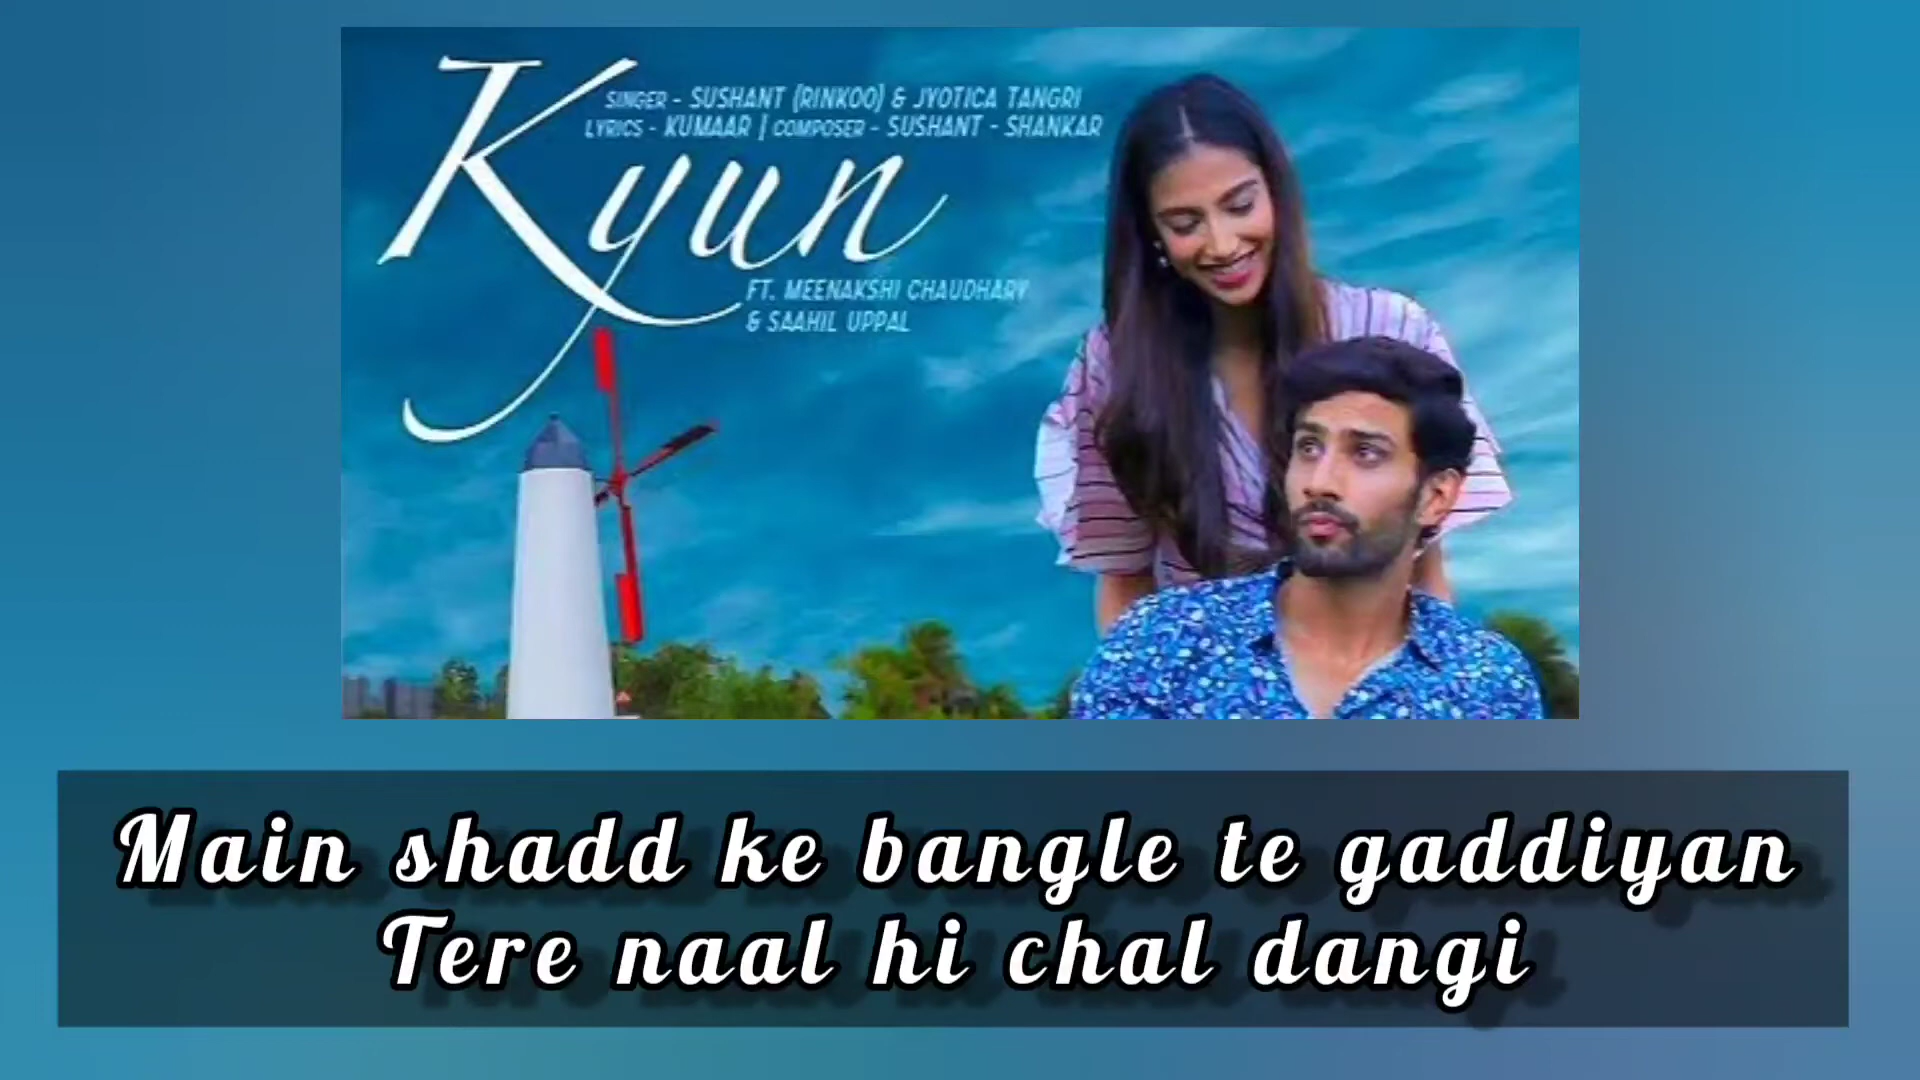 Kyun
SINGER - SUSHANT (RINKOO) & JYOTICA TANGRI
LYRICS - KUMAAR | COMPOSER - SUSHANT - SHANKAR
FT. MEENAKSHI CHAUDHARY
& SAAHIL UPPAL
Main shadd ke bangle te gaddiyan
Tere naal hi chal dangi